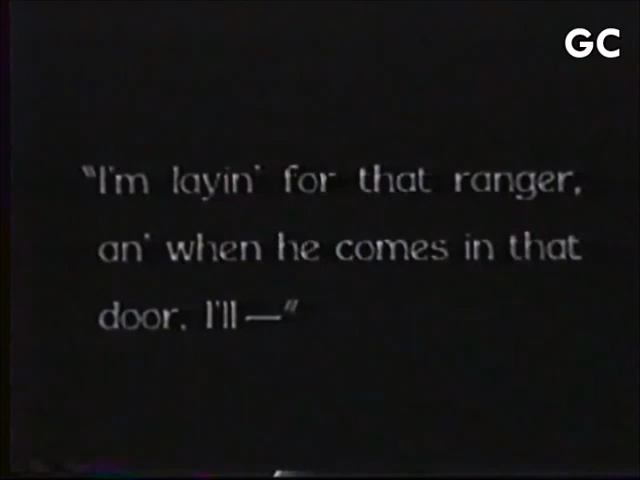 GC
"I'm layin' for that ranger,
an' when he comes in that
door, I'll—"